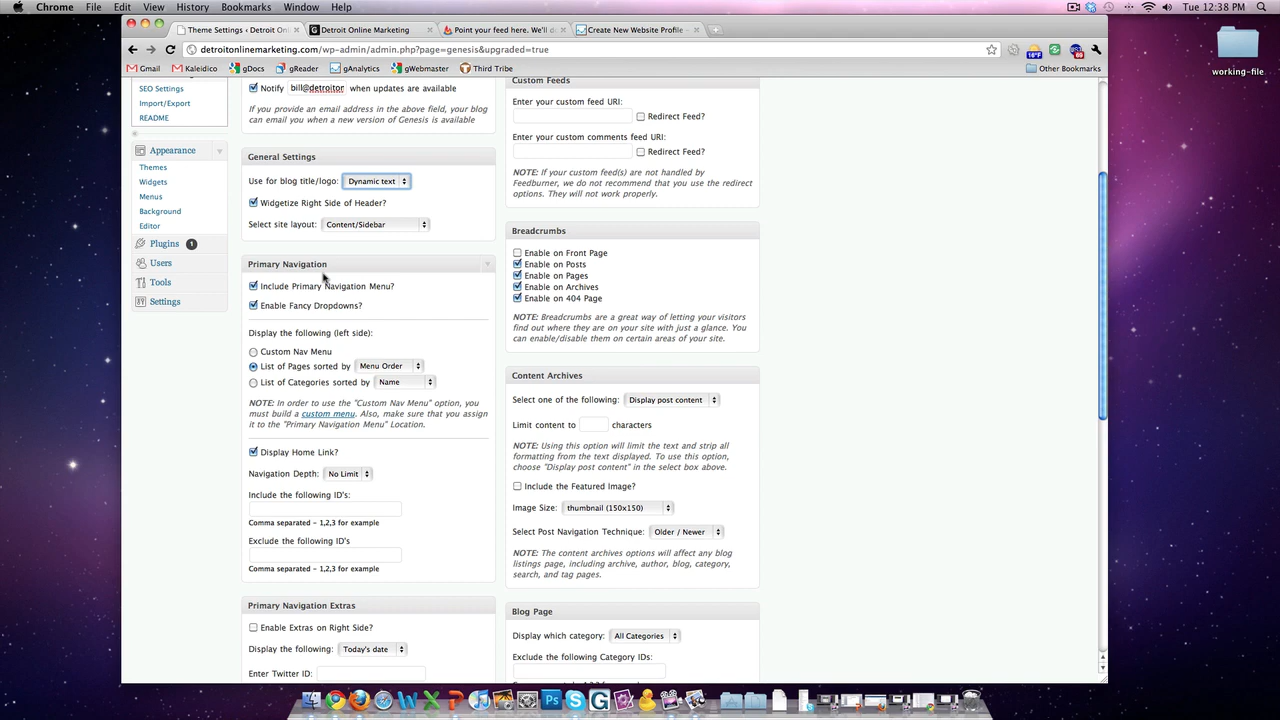 Chrome File Edit View History Bookmarks Window Help
Tue 12:38 PM
Theme Settings ‹ Detroit Onli
Detroit Online Marketing
Point your feed here. We'll do
Create New Website Profile –
detroitonlinemarketing.com/wp-admin/admin.php?page=genesis&upgraded=true
Gmail Kaleidico gDocs gReader gAnalytics gWebmaster Third Tribe Other Bookmarks
working-file
SEO Settings
Import/Export
README
Appearance
Themes
Widgets
Menus
Background
Editor
Plugins 1
Users
Tools
Settings
Notify bill@detroitor when updates are available
If you provide an email address in the above field, your blog
can email you when a new version of Genesis is available
General Settings
Use for blog title/logo: Dynamic text
Widgetize Right Side of Header?
Select site layout: Content/Sidebar
Primary Navigation
Include Primary Navigation Menu?
Enable Fancy Dropdowns?
Display the following (left side):
Custom Nav Menu
List of Pages sorted by Menu Order
List of Categories sorted by Name
NOTE: In order to use the "Custom Nav Menu" option, you
must build a custom menu. Also, make sure that you assign
it to the "Primary Navigation Menu" Location.
Display Home Link?
Navigation Depth: No Limit
Include the following ID's:
Comma separated – 1,2,3 for example
Exclude the following ID's
Comma separated – 1,2,3 for example
Primary Navigation Extras
Enable Extras on Right Side?
Display the following: Today's date
Enter Twitter ID:
Custom Feeds
Enter your custom feed URI:
Redirect Feed?
Enter your custom comments feed URI:
Redirect Feed?
NOTE: If your custom feed(s) are not handled by
Feedburner, we do not recommend that you use the redirect
options. They will not work properly.
Breadcrumbs
Enable on Front Page
Enable on Posts
Enable on Pages
Enable on Archives
Enable on 404 Page
NOTE: Breadcrumbs are a great way of letting your visitors
find out where they are on your site with just a glance. You
can enable/disable them on certain areas of your site.
Content Archives
Select one of the following: Display post content
Limit content to characters
NOTE: Using this option will limit the text and strip all
formatting from the text displayed. To use this option,
choose "Display post content" in the select box above.
Include the Featured Image?
Image Size: thumbnail (150x150)
Select Post Navigation Technique: Older / Newer
NOTE: The content archives options will affect any blog
listings page, including archive, author, blog, category,
search, and tag pages.
Blog Page
Display which category: All Categories
Exclude the following Category IDs: